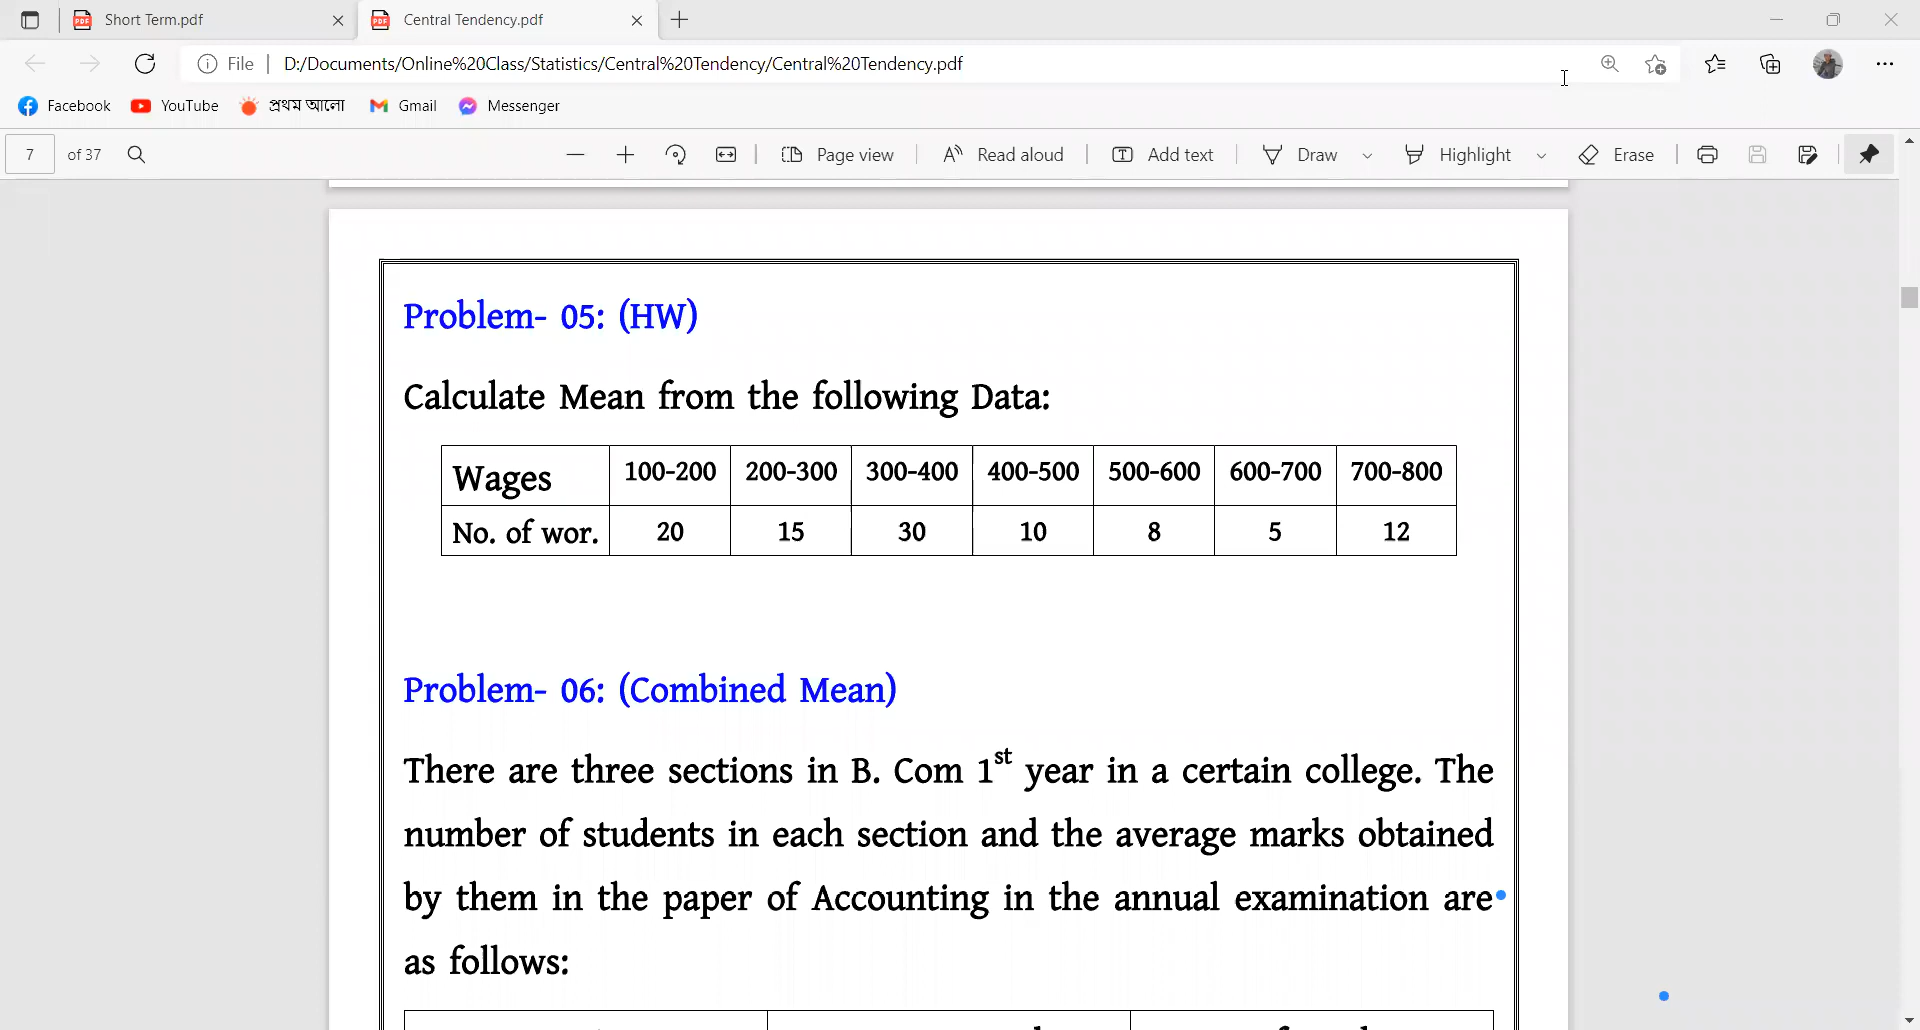 Short Term.pdf
Central Tendency.pdf
File
D:/Documents/Online%20Class/Statistics/Central%20Tendency/Central%20Tendency.pdf
Facebook YouTube প্রথম আলো Gmail Messenger
7 of 37 Page view Read aloud Add text Draw Highlight Erase
Problem- 05: (HW)
Calculate Mean from the following Data:
Wages 100-200 200-300 300-400 400-500 500-600 600-700 700-800
No. of wor. 20 15 30 10 8 5 12
Problem- 06: (Combined Mean)
There are three sections in B. Com 1st year in a certain college. The
number of students in each section and the average marks obtained
by them in the paper of Accounting in the annual examination are
as follows: